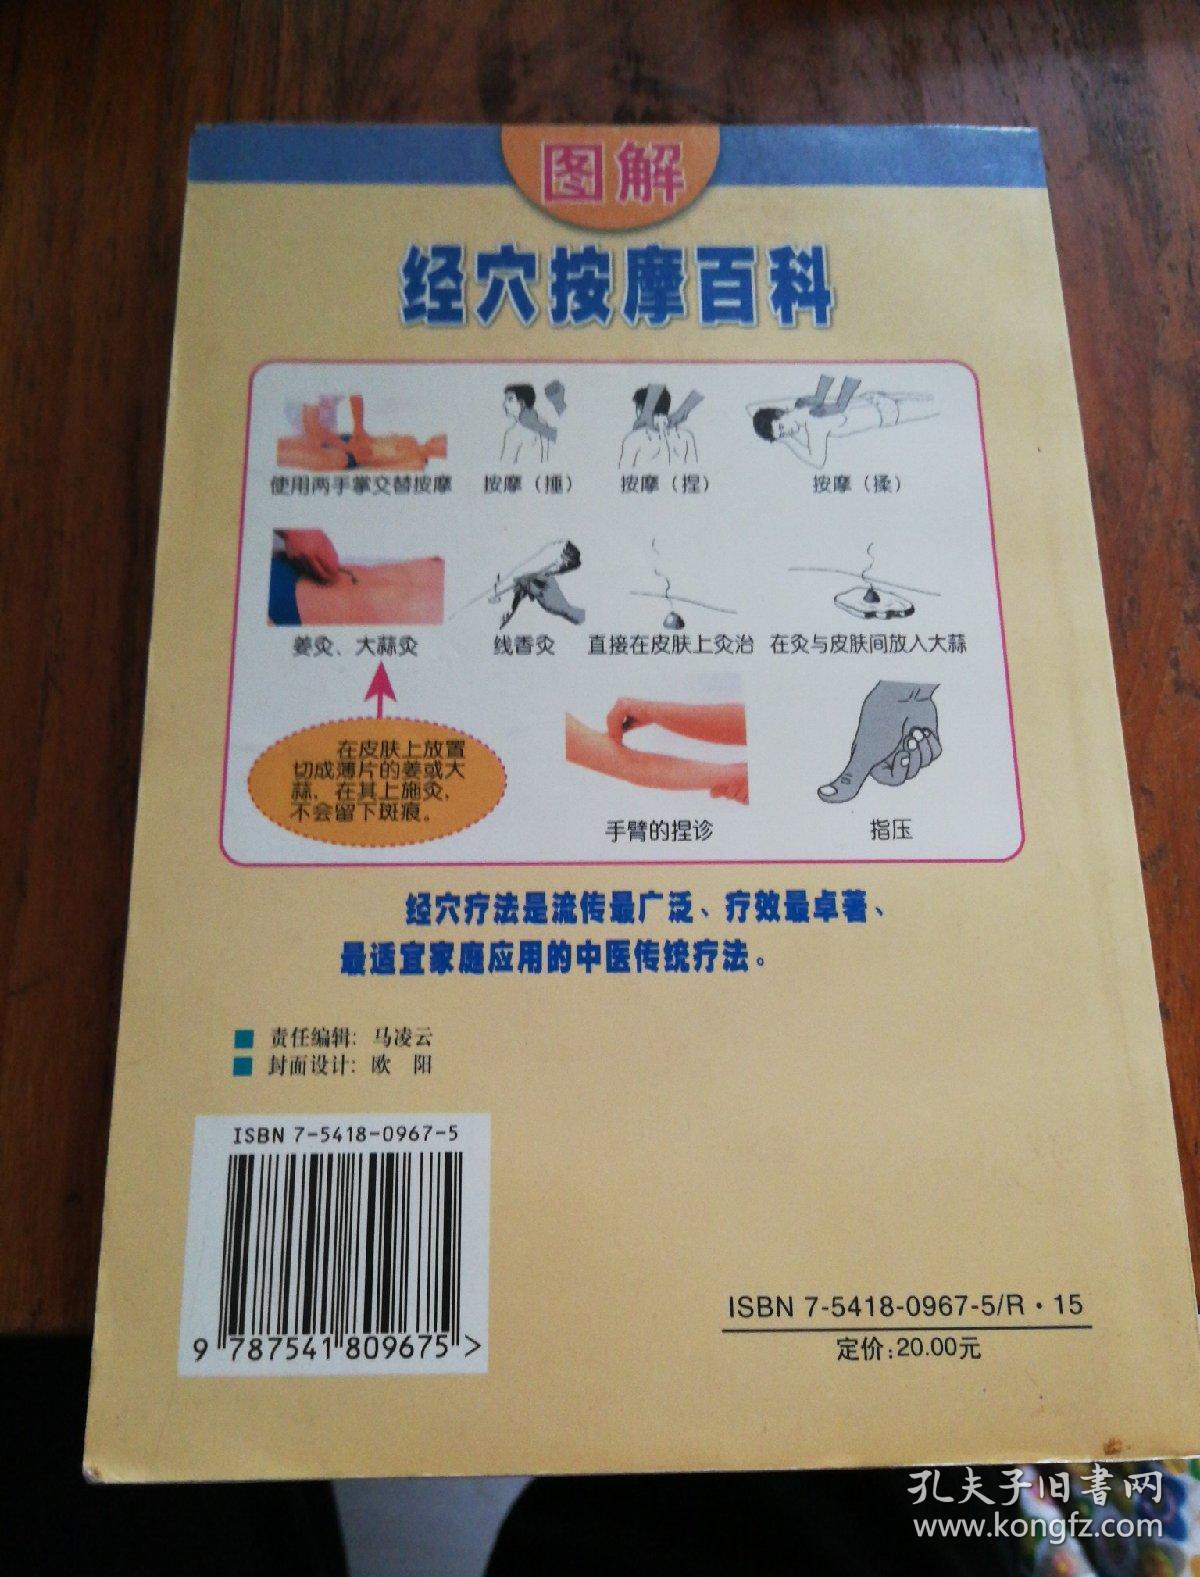 图解
经穴按摩百科
使用两手掌交替按摩
按摩（捶）
按摩（捏）
按摩（揉）
姜灸、大蒜灸
线香灸
直接在皮肤上灸治
在灸与皮肤间放入大蒜
在皮肤上放置
切成薄片的姜或大
蒜，在其上施灸，
不会留下斑痕。
手臂的捏诊
指压
经穴疗法是流传最广泛、疗效最卓著、
最适宜家庭应用的中医传统疗法。
责任编辑：马凌云
封面设计：欧　阳
ISBN 7-5418-0967-5
9 787541 809675 >
ISBN 7-5418-0967-5/R·15
定价:20.00元
孔夫子旧書网
www.kongfz.com